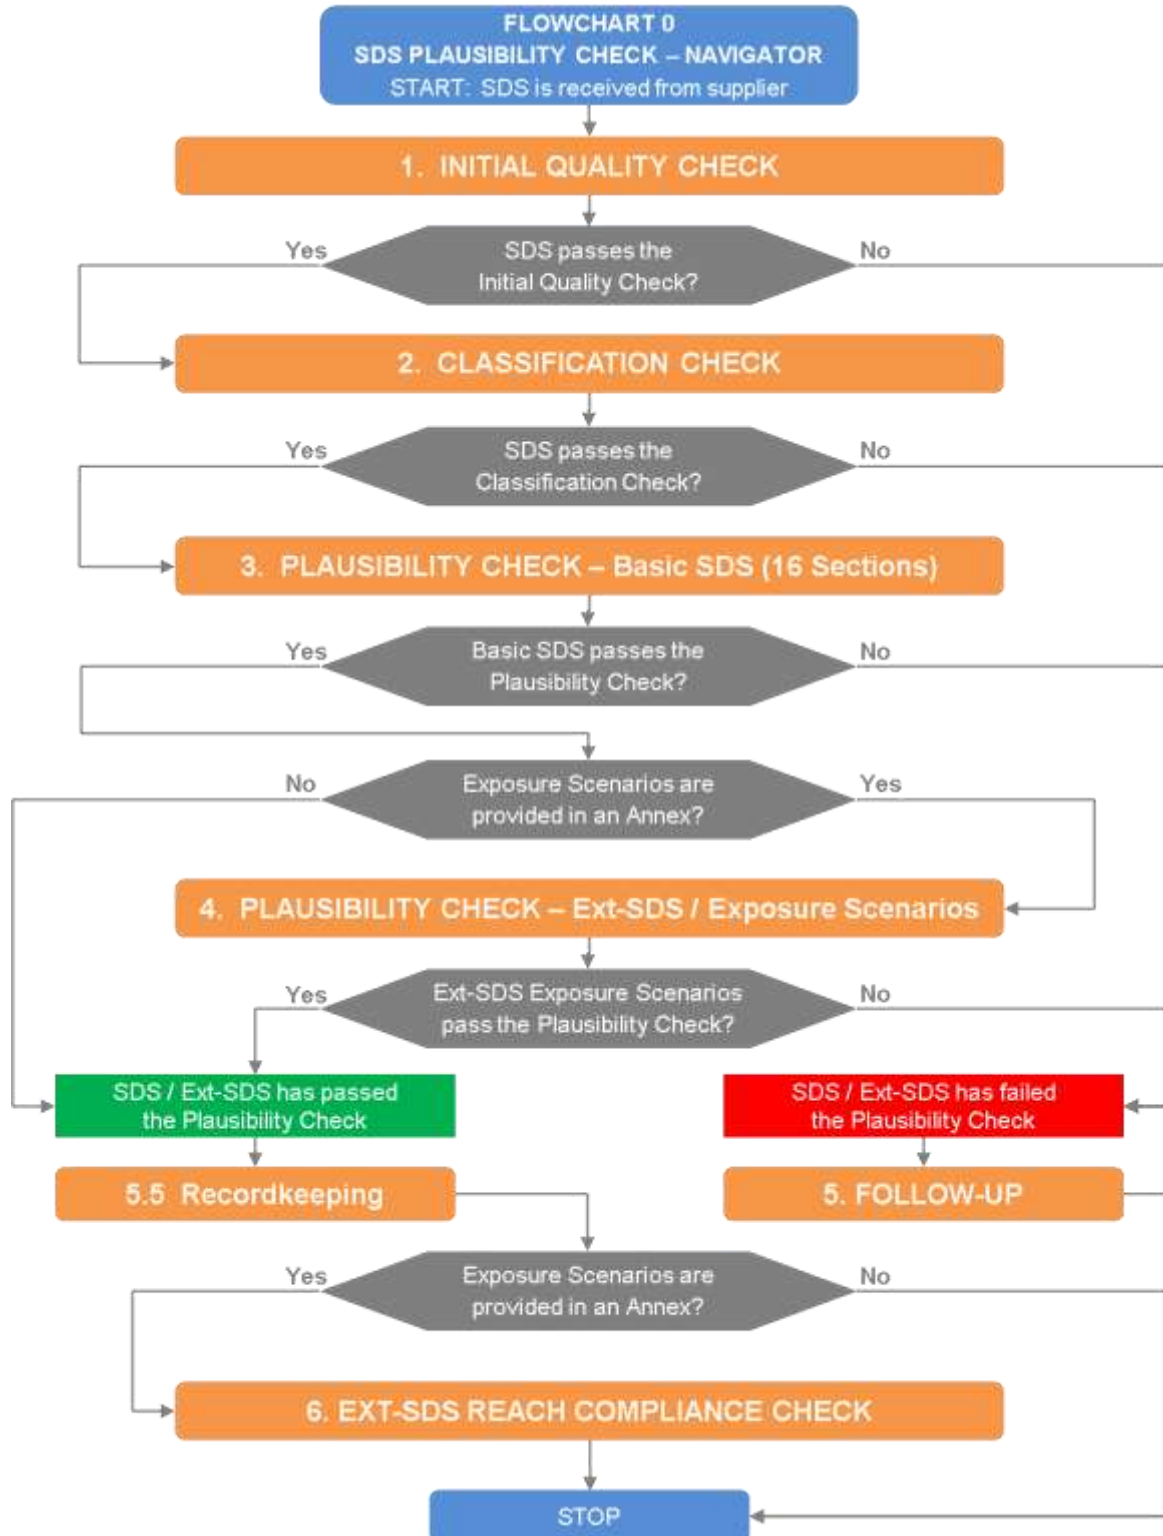 FLOWCHART 0
SDS PLAUSIBILITY CHECK – NAVIGATOR
START: SDS is received from supplier
1. INITIAL QUALITY CHECK
Yes
SDS passes the
Initial Quality Check?
No
2. CLASSIFICATION CHECK
Yes
SDS passes the
Classification Check?
No
3. PLAUSIBILITY CHECK – Basic SDS (16 Sections)
Yes
Basic SDS passes the
Plausibility Check?
No
No
Exposure Scenarios are
provided in an Annex?
Yes
4. PLAUSIBILITY CHECK – Ext-SDS / Exposure Scenarios
Yes
Ext-SDS Exposure Scenarios
pass the Plausibility Check?
No
SDS / Ext-SDS has passed
the Plausibility Check
SDS / Ext-SDS has failed
the Plausibility Check
5.5 Recordkeeping
5. FOLLOW-UP
Yes
Exposure Scenarios are
provided in an Annex?
No
6. EXT-SDS REACH COMPLIANCE CHECK
STOP